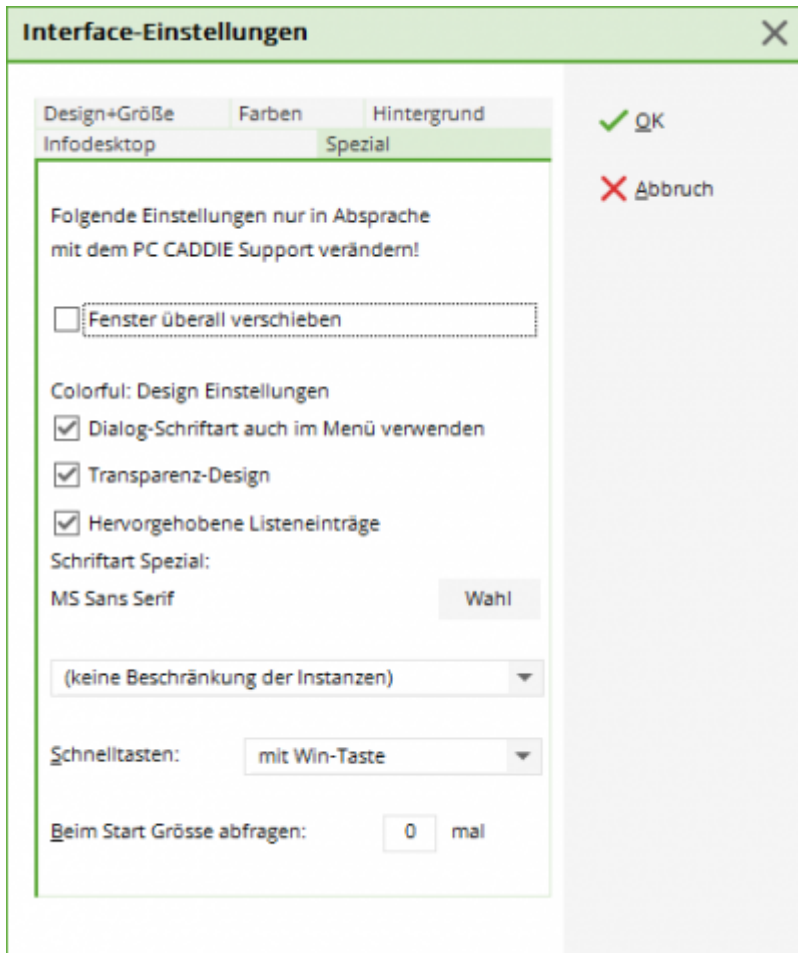 Interface-Einstellungen
Design+Größe Farben Hintergrund
Infodesktop Spezial
OK
Abbruch
Folgende Einstellungen nur in Absprache
mit dem PC CADDIE Support verändern!
Fenster überall verschieben
Colorful: Design Einstellungen
Dialog-Schriftart auch im Menü verwenden
Transparenz-Design
Hervorgehobene Listeneinträge
Schriftart Spezial:
MS Sans Serif Wahl
(keine Beschränkung der Instanzen)
Schnelltasten: mit Win-Taste
Beim Start Grösse abfragen: 0 mal